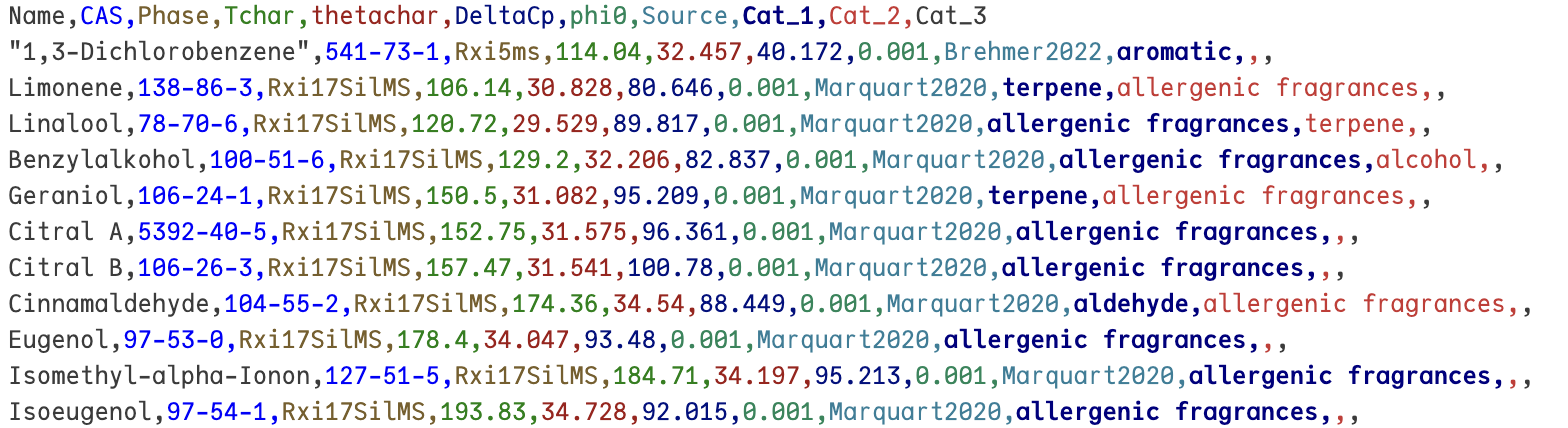 Name,CAS,Phase,Tchar,thetachar,DeltaCp,phi0,Source,Cat_1,Cat_2,Cat_3
"1,3-Dichlorobenzene",541-73-1,Rxi5ms,114.04,32.457,40.172,0.001,Brehmer2022,aromatic,,,
Limonene,138-86-3,Rxi17SilMS,106.14,30.828,80.646,0.001,Marquart2020,terpene,allergenic fragrances,,
Linalool,78-70-6,Rxi17SilMS,120.72,29.529,89.817,0.001,Marquart2020,allergenic fragrances,terpene,,
Benzylalkohol,100-51-6,Rxi17SilMS,129.2,32.206,82.837,0.001,Marquart2020,allergenic fragrances,alcohol,,
Geraniol,106-24-1,Rxi17SilMS,150.5,31.082,95.209,0.001,Marquart2020,terpene,allergenic fragrances,,
Citral A,5392-40-5,Rxi17SilMS,152.75,31.575,96.361,0.001,Marquart2020,allergenic fragrances,,,
Citral B,106-26-3,Rxi17SilMS,157.47,31.541,100.78,0.001,Marquart2020,allergenic fragrances,,,
Cinnamaldehyde,104-55-2,Rxi17SilMS,174.36,34.54,88.449,0.001,Marquart2020,aldehyde,allergenic fragrances,,
Eugenol,97-53-0,Rxi17SilMS,178.4,34.047,93.48,0.001,Marquart2020,allergenic fragrances,,,
Isomethyl-alpha-Ionon,127-51-5,Rxi17SilMS,184.71,34.197,95.213,0.001,Marquart2020,allergenic fragrances,,,
Isoeugenol,97-54-1,Rxi17SilMS,193.83,34.728,92.015,0.001,Marquart2020,allergenic fragrances,,,